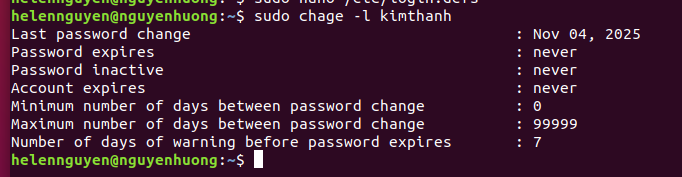 helennguyen@nguyenhuong:~$ sudo nano /etc/login.defs
helennguyen@nguyenhuong:~$ sudo chage -l kimthanh
Last password change                                    : Nov 04, 2025
Password expires                                        : never
Password inactive                                       : never
Account expires                                         : never
Minimum number of days between password change          : 0
Maximum number of days between password change          : 99999
Number of days of warning before password expires       : 7
helennguyen@nguyenhuong:~$